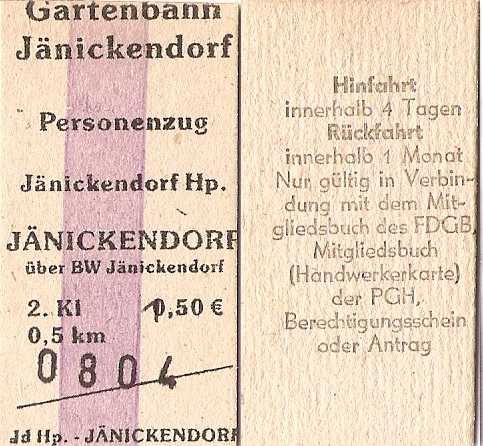 Gartenbahn
Jänickendorf
Personenzug
Jänickendorf Hp.
JÄNICKENDORF
über BW Jänickendorf
2. Kl 0,50 €
0,5 km
0804
Jd Hp. - JÄNICKENDORF
Hinfahrt
innerhalb 4 Tagen
Rückfahrt
innerhalb 1 Monat
Nur gültig in Verbin-
dung mit dem Mit-
gliedsbuch des FDGB,
Mitgliedsbuch
(Handwerkerkarte)
der PGH,
Berechtigungsschein
oder Antrag